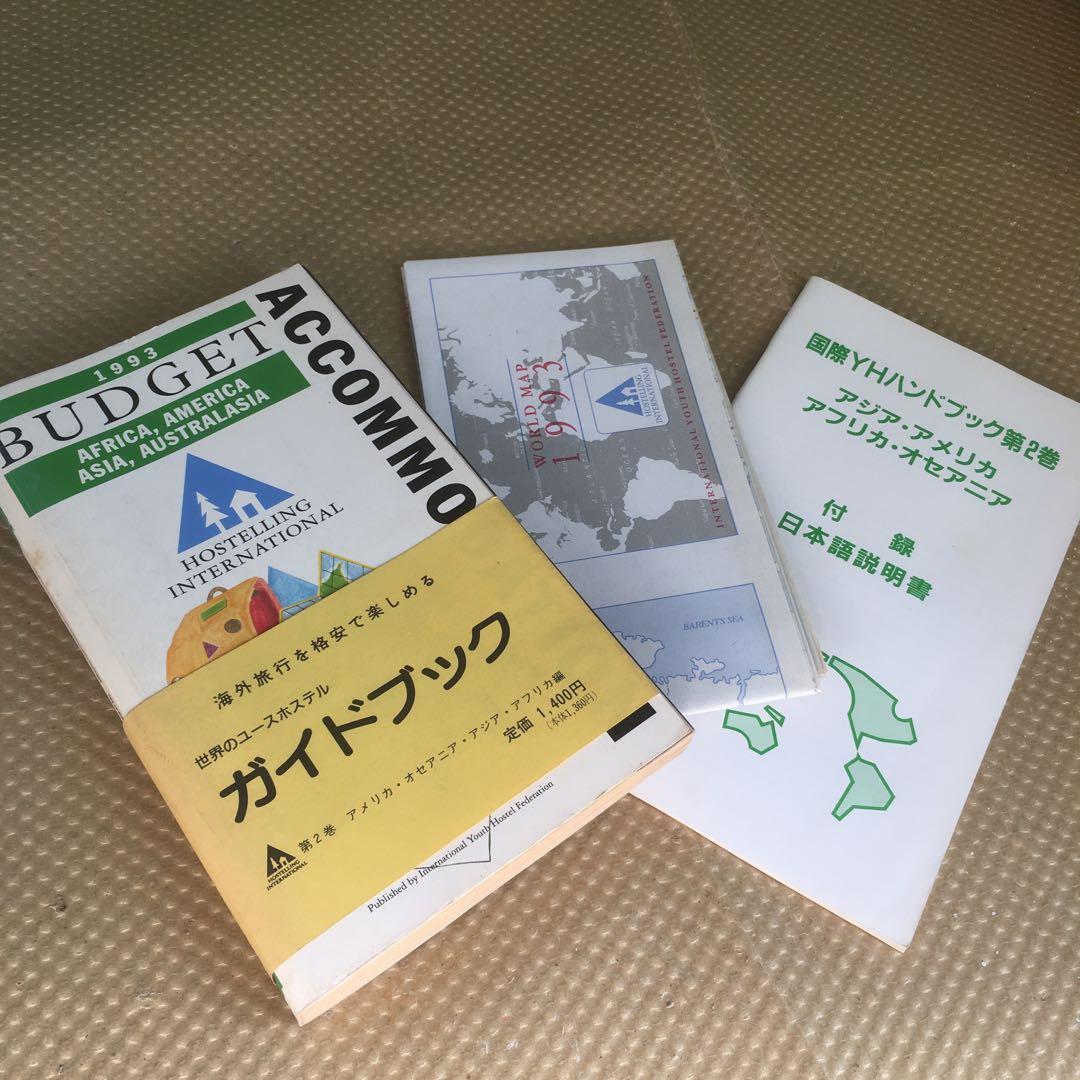 1993
BUDGET
AFRICA, AMERICA
ASIA, AUSTRALASIA
ACCOMMO
HOSTELLING
INTERNATIONAL
海外旅行を格安で楽しめる
世界のユースホステル
ガイドブック
第2巻 アメリカ・オセアニア・アジア・アフリカ編
定価 1,400円
(本体1,360円)
HOSTELLING
INTERNATIONAL
Published by International Youth Hostel Federation
WORLD MAP
1993
HOSTELLING
INTERNATIONAL
INTERNATIONAL YOUTH HOSTEL FEDERATION
BARENTS SEA
国際YHハンドブック第2巻
アジア・アメリカ
アフリカ・オセアニア
付録
日本語説明書